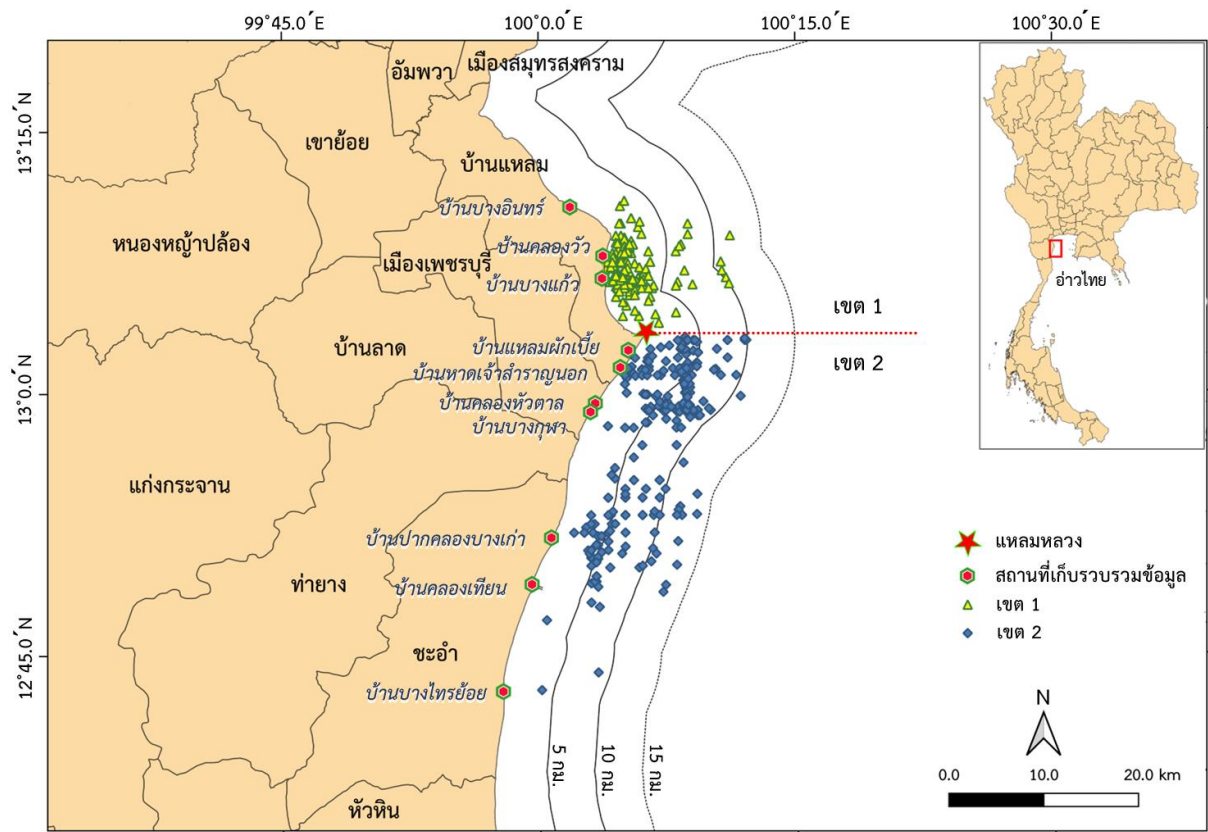 99°45.0´E
100°0.0´E
100°15.0´E
100°30.0´E
13°15.0´N
13°0.0´N
12°45.0´N
อัมพวา
เมืองสมุทรสงคราม
เขาย้อย
บ้านแหลม
บ้านบางอินทร์
หนองหญ้าปล้อง
บ้านคลองวัว
เมืองเพชรบุรี
บ้านบางแก้ว
อ่าวไทย
เขต 1
บ้านลาด
บ้านแหลมผักเบี้ย
เขต 2
บ้านหาดเจ้าสำราญนอก
บ้านคลองหัวตาล
บ้านบางกุฬา
แก่งกระจาน
บ้านปากคลองบางเก่า
ท่ายาง
บ้านคลองเทียน
ชะอำ
บ้านบางไทรย้อย
5 กม.
10 กม.
15 กม.
หัวหิน
แหลมหลวง
สถานที่เก็บรวบรวมข้อมูล
เขต 1
เขต 2
N
0.0 10.0 20.0 km